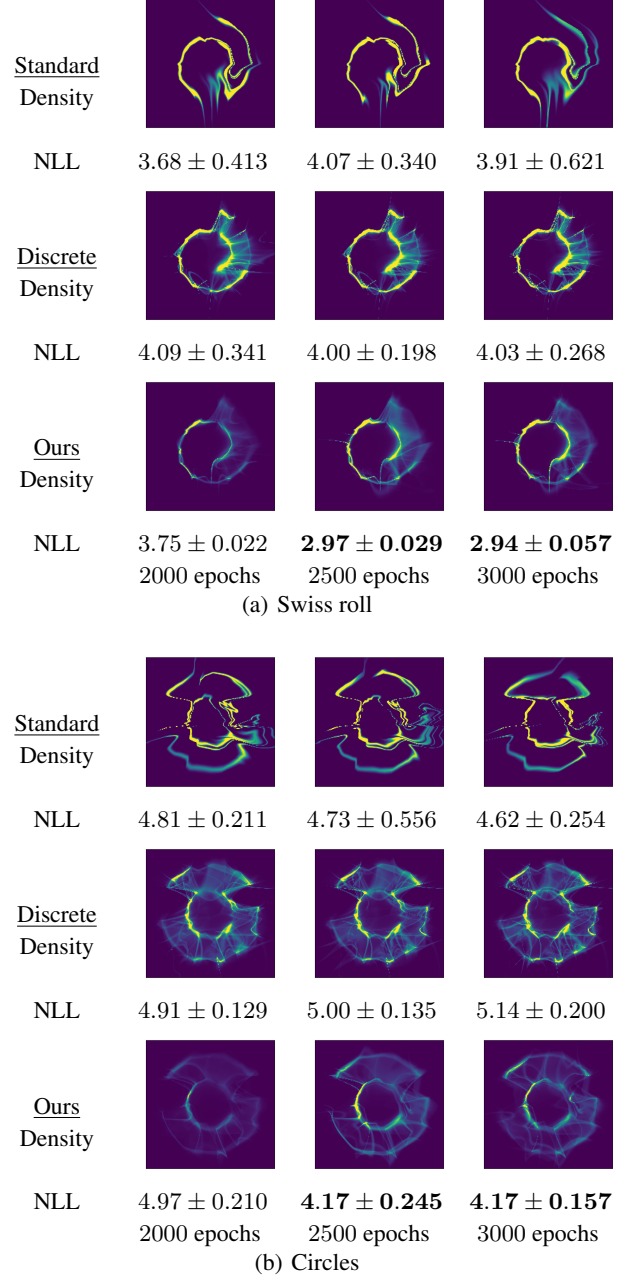 Standard
Density
NLL 3.68 ± 0.413 4.07 ± 0.340 3.91 ± 0.621
Discrete
Density
NLL 4.09 ± 0.341 4.00 ± 0.198 4.03 ± 0.268
Ours
Density
NLL 3.75 ± 0.022 2.97 ± 0.029 2.94 ± 0.057
2000 epochs 2500 epochs 3000 epochs
(a) Swiss roll
Standard
Density
NLL 4.81 ± 0.211 4.73 ± 0.556 4.62 ± 0.254
Discrete
Density
NLL 4.91 ± 0.129 5.00 ± 0.135 5.14 ± 0.200
Ours
Density
NLL 4.97 ± 0.210 4.17 ± 0.245 4.17 ± 0.157
2000 epochs 2500 epochs 3000 epochs
(b) Circles